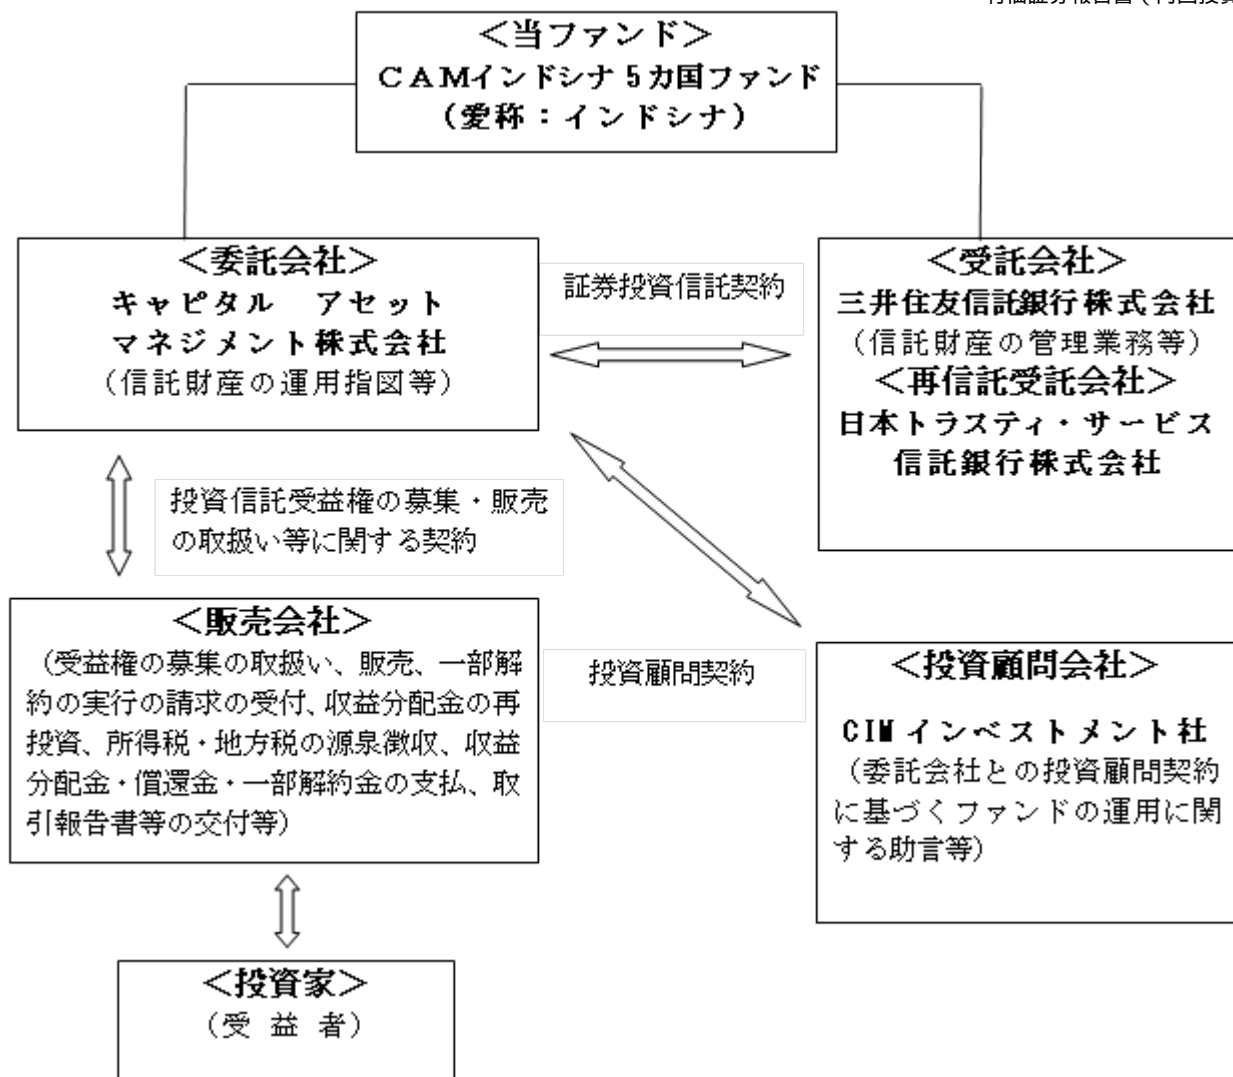 ＜当ファンド＞
ＣＡＭインドシナ５カ国ファンド
（愛称：インドシナ）
＜委託会社＞
キャピタル　アセット
マネジメント株式会社
（信託財産の運用指図等）
証券投資信託契約
＜受託会社＞
三井住友信託銀行株式会社
（信託財産の管理業務等）
＜再信託受託会社＞
日本トラスティ・サービス
信託銀行株式会社
投資信託受益権の募集・販売
の取扱い等に関する契約
＜販売会社＞
（受益権の募集の取扱い、販売、一部解
約の実行の請求の受付、収益分配金の再
投資、所得税・地方税の源泉徴収、収益
分配金・償還金・一部解約金の支払、取
引報告書等の交付等）
投資顧問契約
＜投資顧問会社＞
CIMインベストメント社
（委託会社との投資顧問契約
に基づくファンドの運用に関
する助言等）
＜投資家＞
（受 益 者）